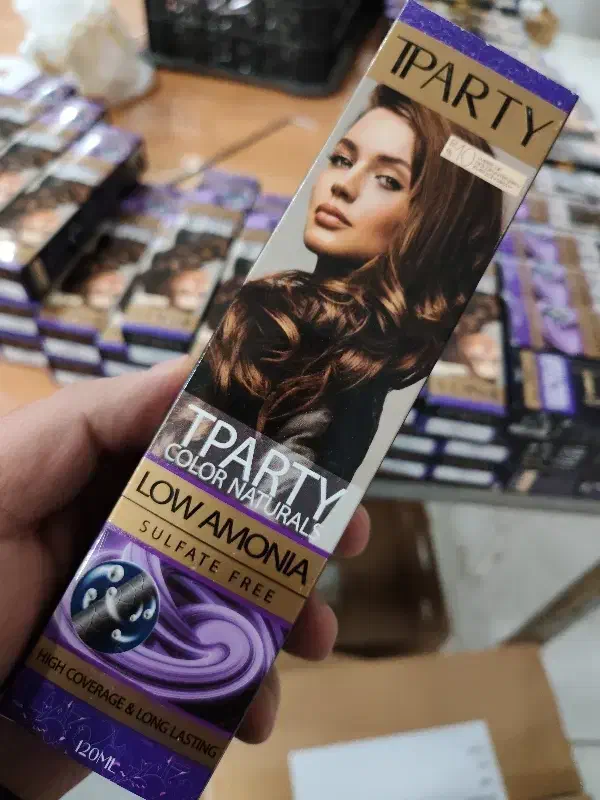 TPARTY
TPARTY
COLOR NATURALS
LOW AMONIA
SULFATE FREE
HIGH COVERAGE & LONG LASTING
120ML